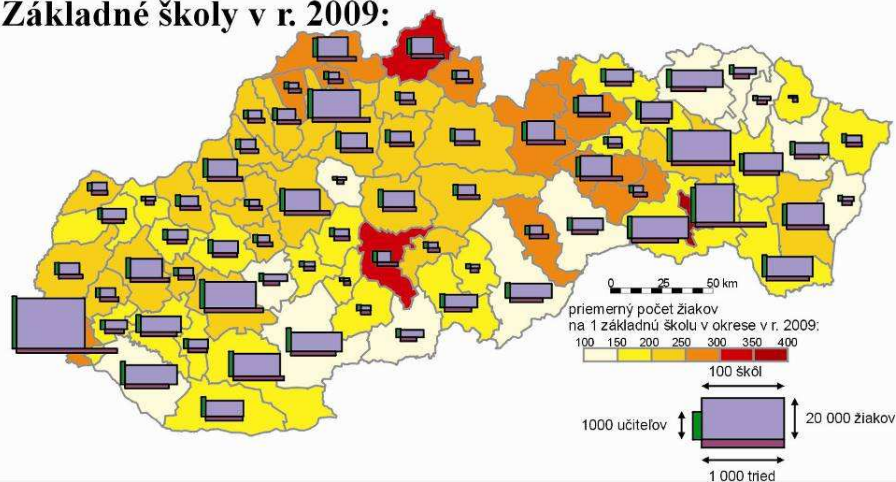 Základné školy v r. 2009:
0 25 50 km
priemerný počet žiakov
na 1 základnú školu v okrese v r. 2009:
100 150 200 250 300 350 400
100 škôl
1000 učiteľov
20 000 žiakov
1 000 tried